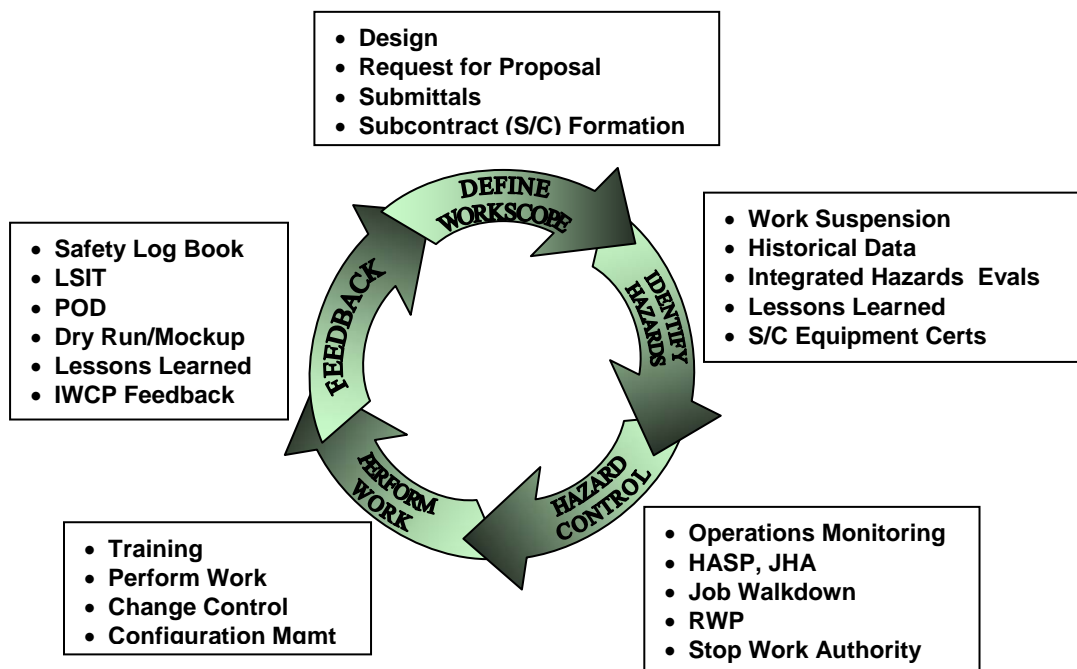 • Design
• Request for Proposal
• Submittals
• Subcontract (S/C) Formation
DEFINE
WORKSCOPE
• Work Suspension
• Historical Data
• Integrated Hazards Evals
• Lessons Learned
• S/C Equipment Certs
IDENTIFY
HAZARDS
• Operations Monitoring
• HASP, JHA
• Job Walkdown
• RWP
• Stop Work Authority
HAZARD
CONTROL
• Training
• Perform Work
• Change Control
• Configuration Mgmt
PERFORM
WORK
• Safety Log Book
• LSIT
• POD
• Dry Run/Mockup
• Lessons Learned
• IWCP Feedback
FEEDBACK